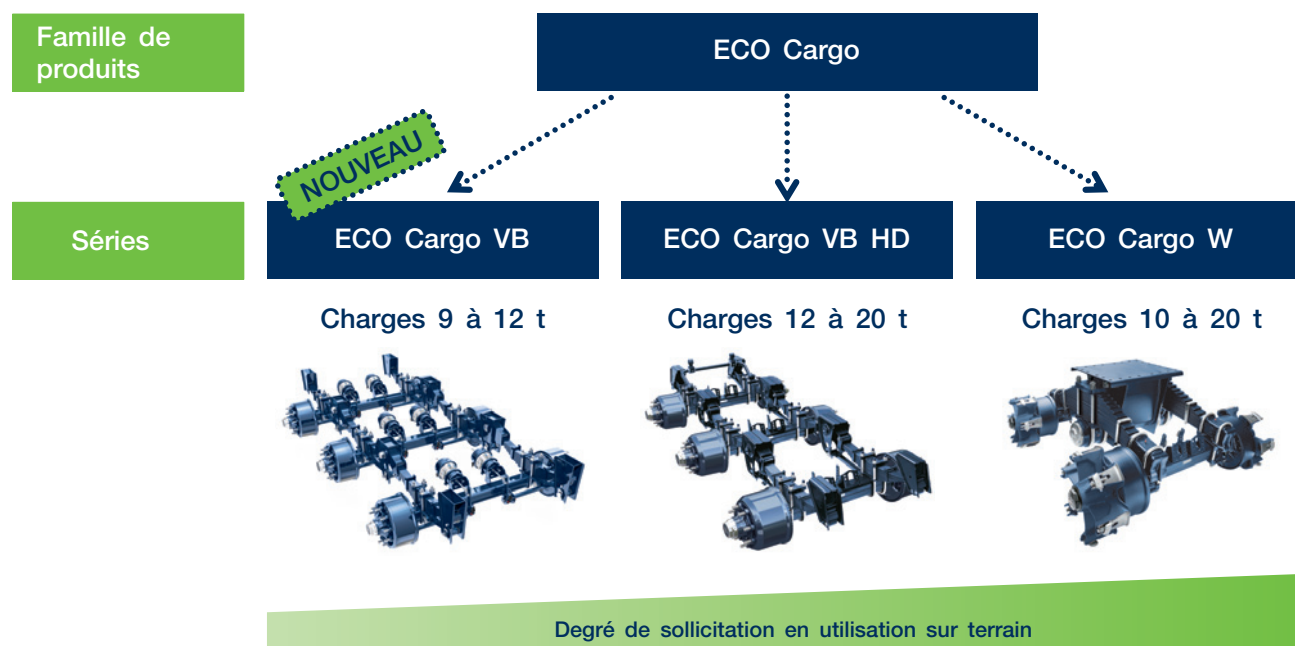 Famille de
produits
ECO Cargo
NOUVEAU
Séries
ECO Cargo VB
ECO Cargo VB HD
ECO Cargo W
Charges 9 à 12 t
Charges 12 à 20 t
Charges 10 à 20 t
Degré de sollicitation en utilisation sur terrain